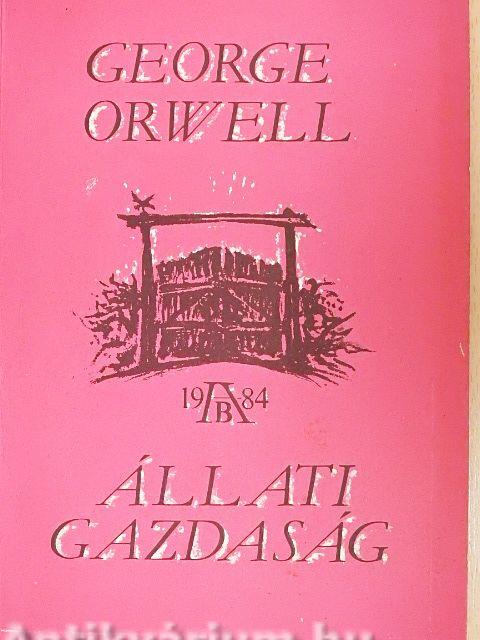 GEORGE
ORWELL
19 AB 84
ÁLLATI
GAZDASÁG
Antikvárium.hu